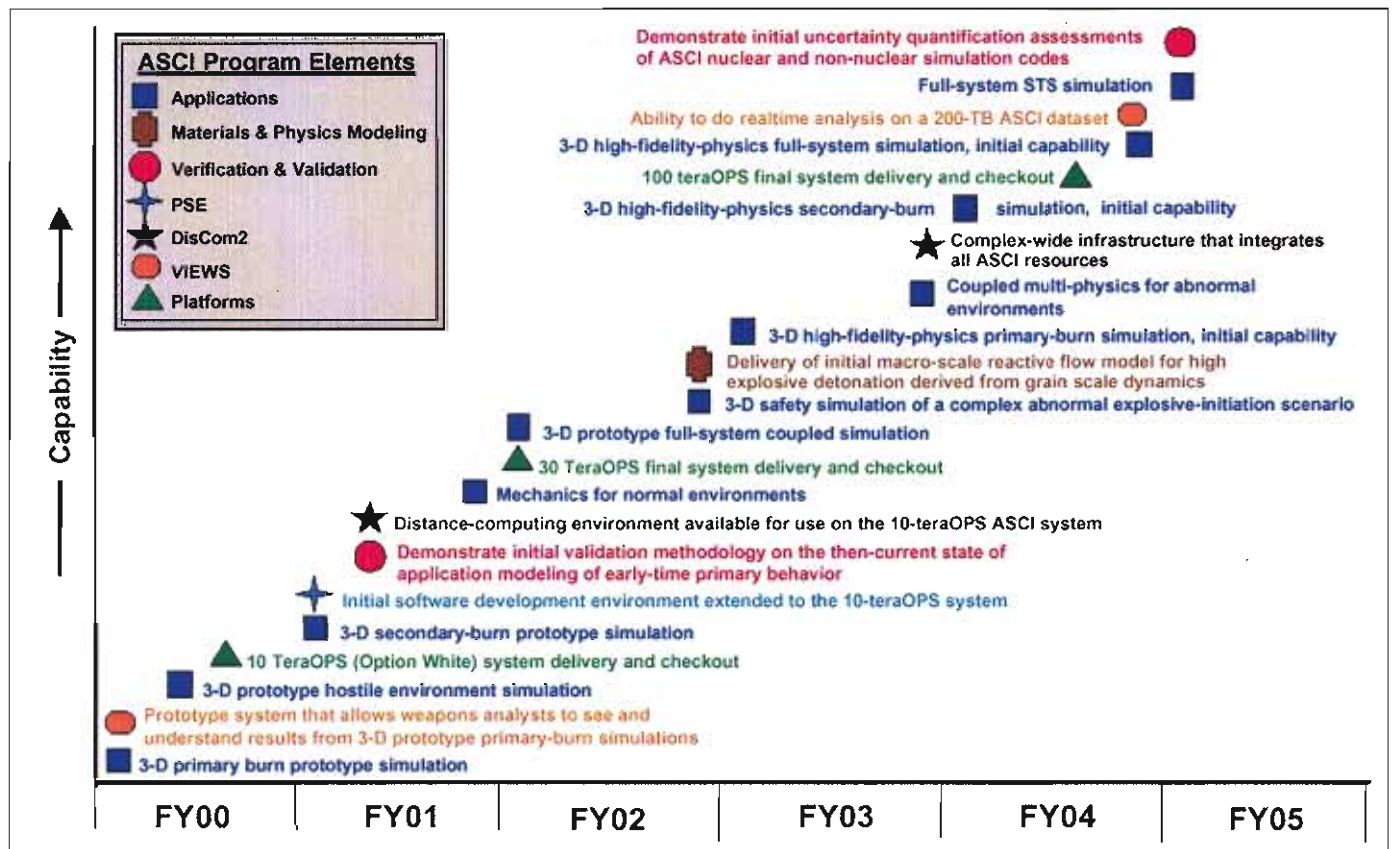 ASCI Program Elements
Applications
Materials & Physics Modeling
Verification & Validation
PSE
DisCom2
VIEWS
Platforms
Capability
Demonstrate initial uncertainty quantification assessments
of ASCI nuclear and non-nuclear simulation codes
Full-system STS simulation
Ability to do realtime analysis on a 200-TB ASCI dataset
3-D high-fidelity-physics full-system simulation, initial capability
100 teraOPS final system delivery and checkout
3-D high-fidelity-physics secondary-burn simulation, initial capability
Complex-wide infrastructure that integrates
all ASCI resources
Coupled multi-physics for abnormal
environments
3-D high-fidelity-physics primary-burn simulation, initial capability
Delivery of initial macro-scale reactive flow model for high
explosive detonation derived from grain scale dynamics
3-D safety simulation of a complex abnormal explosive-initiation scenario
3-D prototype full-system coupled simulation
30 TeraOPS final system delivery and checkout
Mechanics for normal environments
Distance-computing environment available for use on the 10-teraOPS ASCI system
Demonstrate initial validation methodology on the then-current state of
application modeling of early-time primary behavior
Initial software development environment extended to the 10-teraOPS system
3-D secondary-burn prototype simulation
10 TeraOPS (Option White) system delivery and checkout
3-D prototype hostile environment simulation
Prototype system that allows weapons analysts to see and
understand results from 3-D prototype primary-burn simulations
3-D primary burn prototype simulation
FY00 FY01 FY02 FY03 FY04 FY05